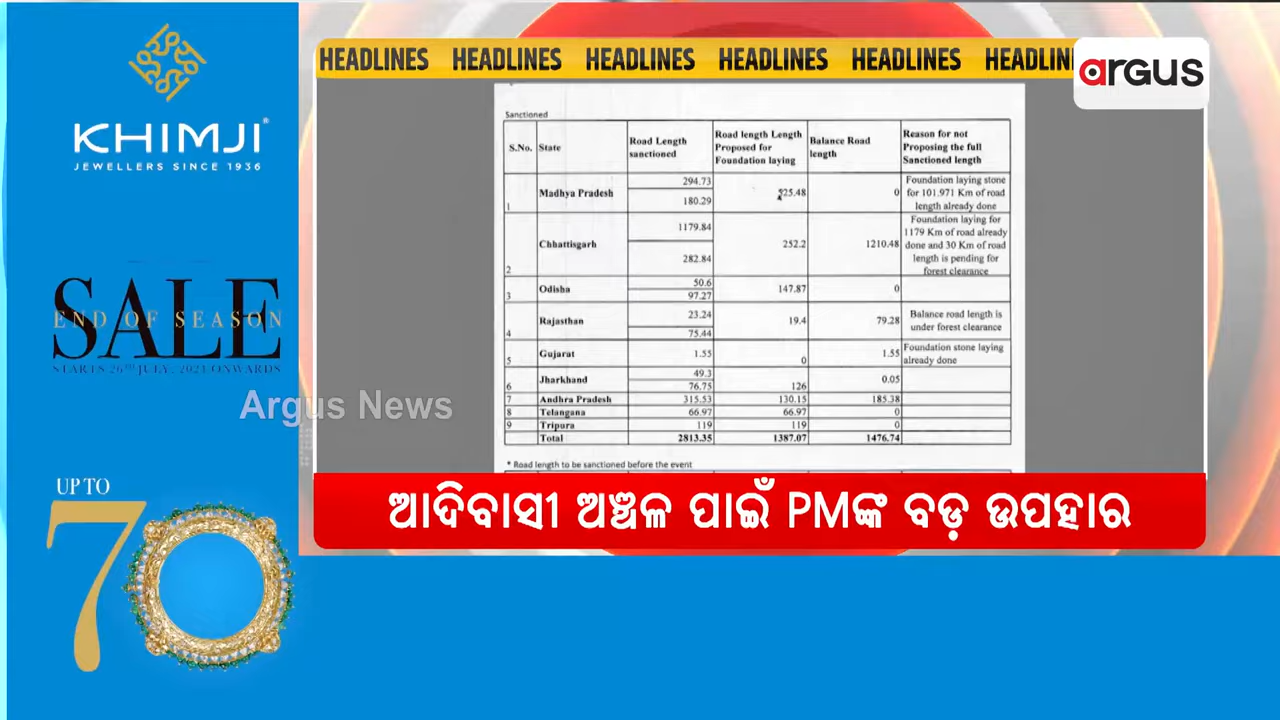 KHIMJI
JEWELLERS SINCE 1936
SALE
END OF SEASON
UP TO
70
HEADLINES HEADLINES HEADLINES HEADLINES HEADLINES
argus
Sanctioned
S.No. State Road Length sanctioned Road length Length Proposed for Foundation laying Balance Road length Reason for not Proposing the full Sanctioned length
1 Madhya Pradesh 294.73 180.29 0 Foundation laying stone for 101.971 Km of road length already done
2 Chhattisgarh 1179.84 282.84 252.2 1210.48 Foundation laying for 1179 Km of road already done and 30 Km of road length is pending for forest clearance
3 Odisha 50.6 97.27 147.87 0
4 Rajasthan 23.24 75.44 19.4 79.28 Balance road length is under forest clearance
5 Gujarat 1.55 0 1.55 Foundation stone laying already done
6 Jharkhand 49.3 76.75 126 0.05
7 Andhra Pradesh 315.53 130.15 185.38
8 Telangana 66.97 66.97 0
9 Tripura 119 119 0
Total 2813.35 1387.07 1476.74
* Road length to be sanctioned before the event
Argus News
ଆଦିବାସୀ ଅଞ୍ଚଳ ପାଇଁ PMଙ୍କ ବଡ଼ ଉପହାର